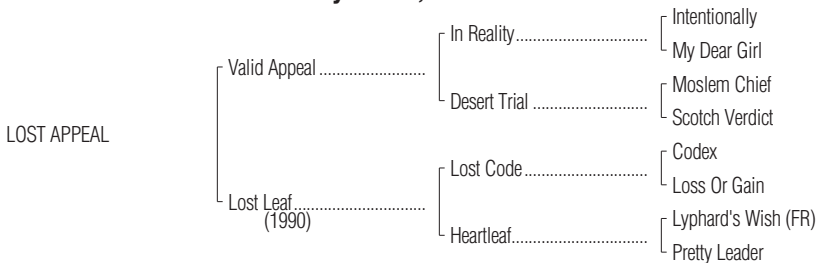 Intentionally
In Reality
My Dear Girl
Valid Appeal
Moslem Chief
Desert Trial
Scotch Verdict
LOST APPEAL
Codex
Lost Code
Loss Or Gain
Lost Leaf
(1990)
Lyphard's Wish (FR)
Heartleaf
Pretty Leader